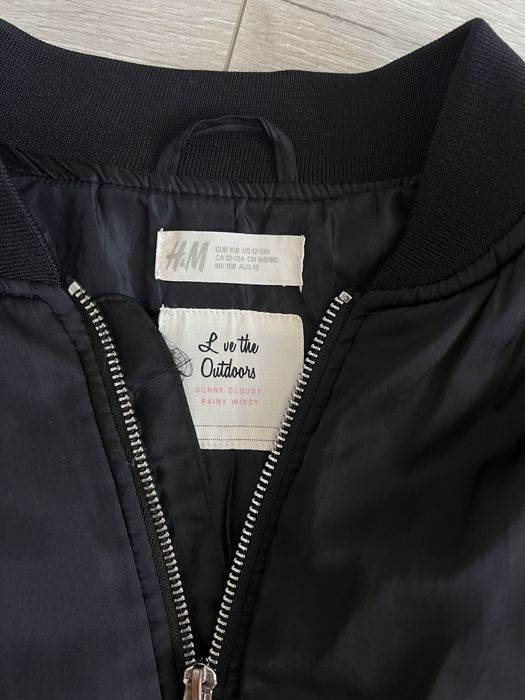 H&M
EUR 158 US 12-13Y
CA 12-13A CN 160/80
MX 158 AUS 13
L ve the
Outdoors
SUNNY CLOUDY
RAINY WINDY